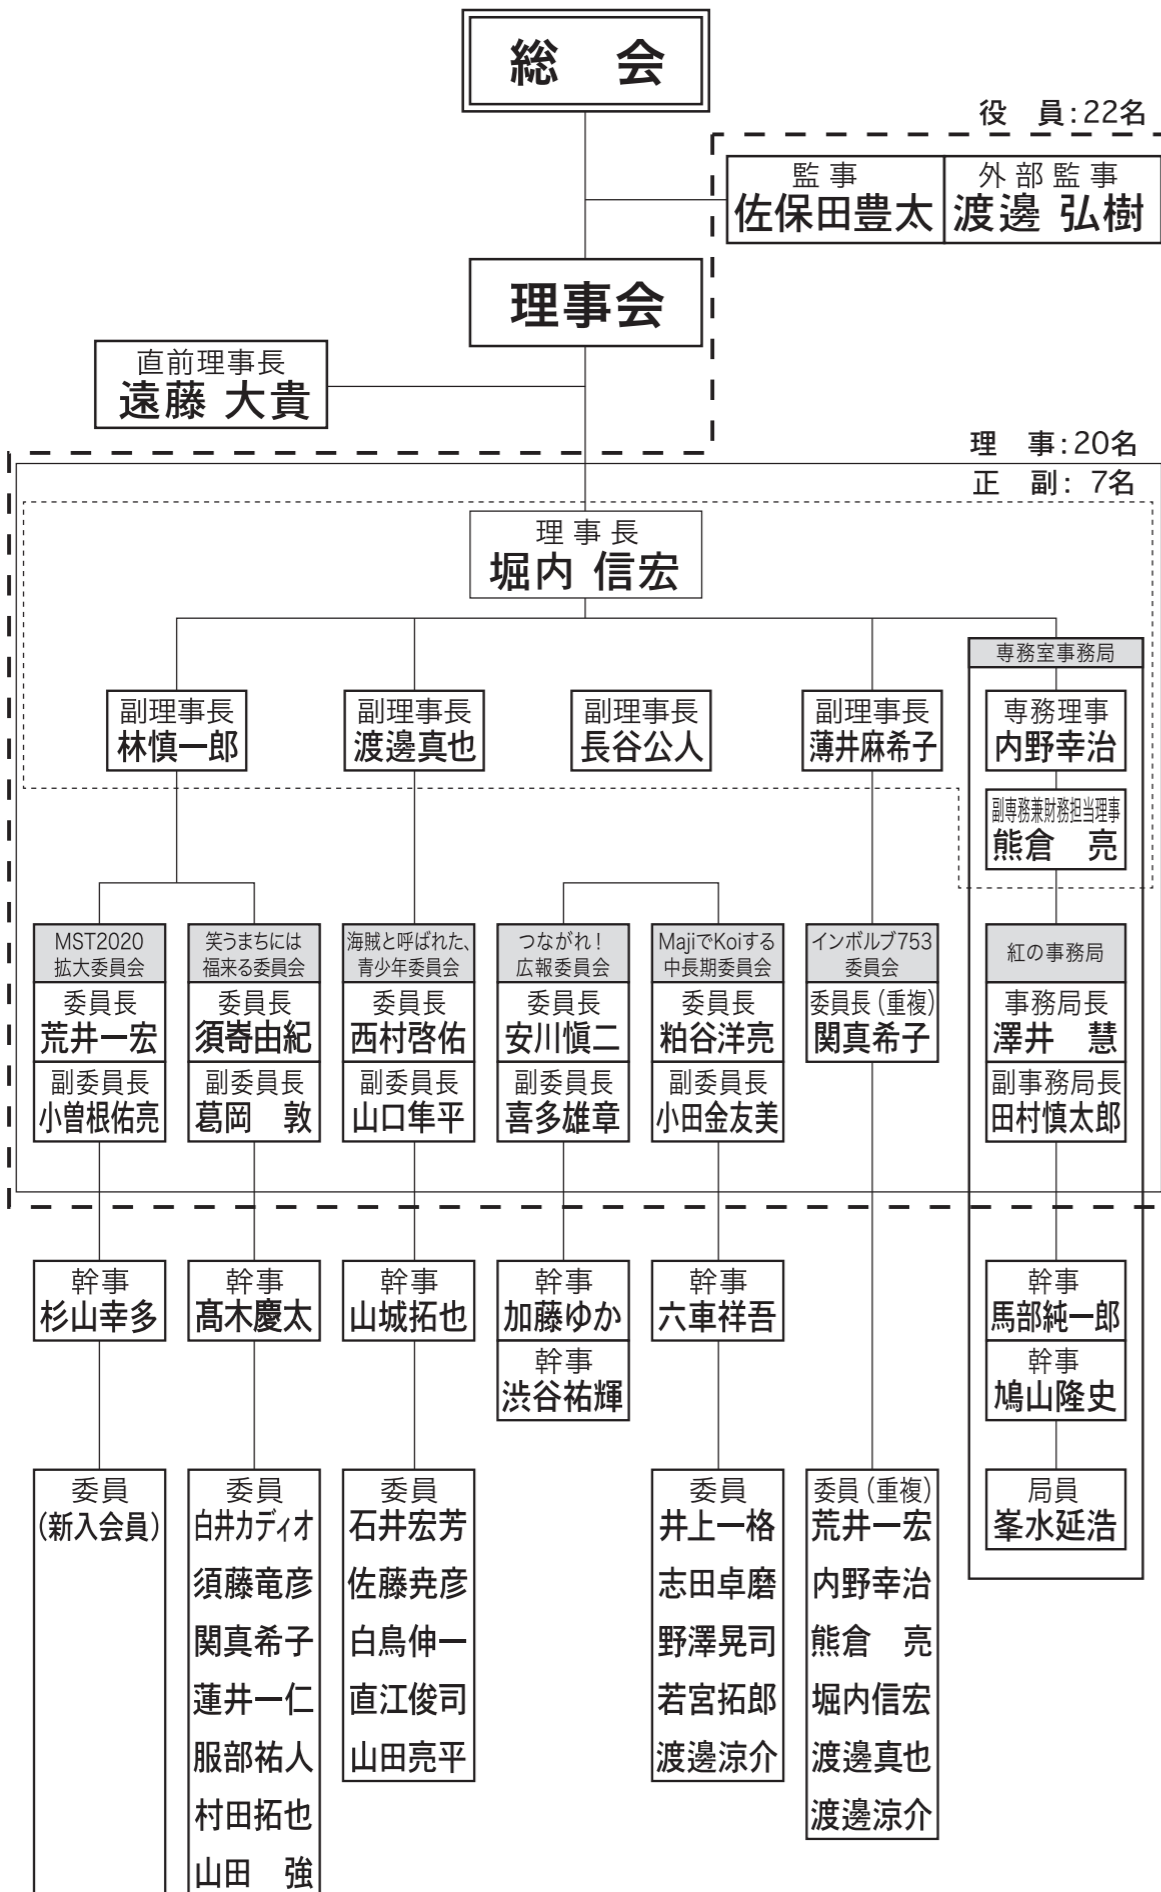 総　会
役　員:22名
監事
佐保田豊太
外部監事
渡邊 弘樹
理事会
直前理事長
遠藤 大貴
理　事:20名
正　副: 7名
理事長
堀内 信宏
専務室事務局
副理事長
林慎一郎
副理事長
渡邊真也
副理事長
長谷公人
副理事長
薄井麻希子
専務理事
内野幸治
副専務兼財務担当理事
熊倉　亮
MST2020
拡大委員会
委員長
荒井一宏
副委員長
小曽根佑亮
笑うまちには
福来る委員会
委員長
須嵜由紀
副委員長
葛岡　敦
海賊と呼ばれた、
青少年委員会
委員長
西村啓佑
副委員長
山口隼平
つながれ!
広報委員会
委員長
安川慎二
副委員長
喜多雄章
MajiでKoiする
中長期委員会
委員長
粕谷洋亮
副委員長
小田金友美
インボルブ753
委員会
委員長(重複)
関真希子
紅の事務局
事務局長
澤井　慧
副事務局長
田村慎太郎
幹事
杉山幸多
幹事
髙木慶太
幹事
山城拓也
幹事
加藤ゆか
幹事
渋谷祐輝
幹事
六車祥吾
幹事
馬部純一郎
幹事
鳩山隆史
委員
(新入会員)
委員
白井カディオ
須藤竜彦
関真希子
蓮井一仁
服部祐人
村田拓也
山田　強
委員
石井宏芳
佐藤尭彦
白鳥伸一
直江俊司
山田亮平
委員
井上一格
志田卓磨
野澤晃司
若宮拓郎
渡邊涼介
委員(重複)
荒井一宏
内野幸治
熊倉　亮
堀内信宏
渡邊真也
渡邊涼介
局員
峯水延浩